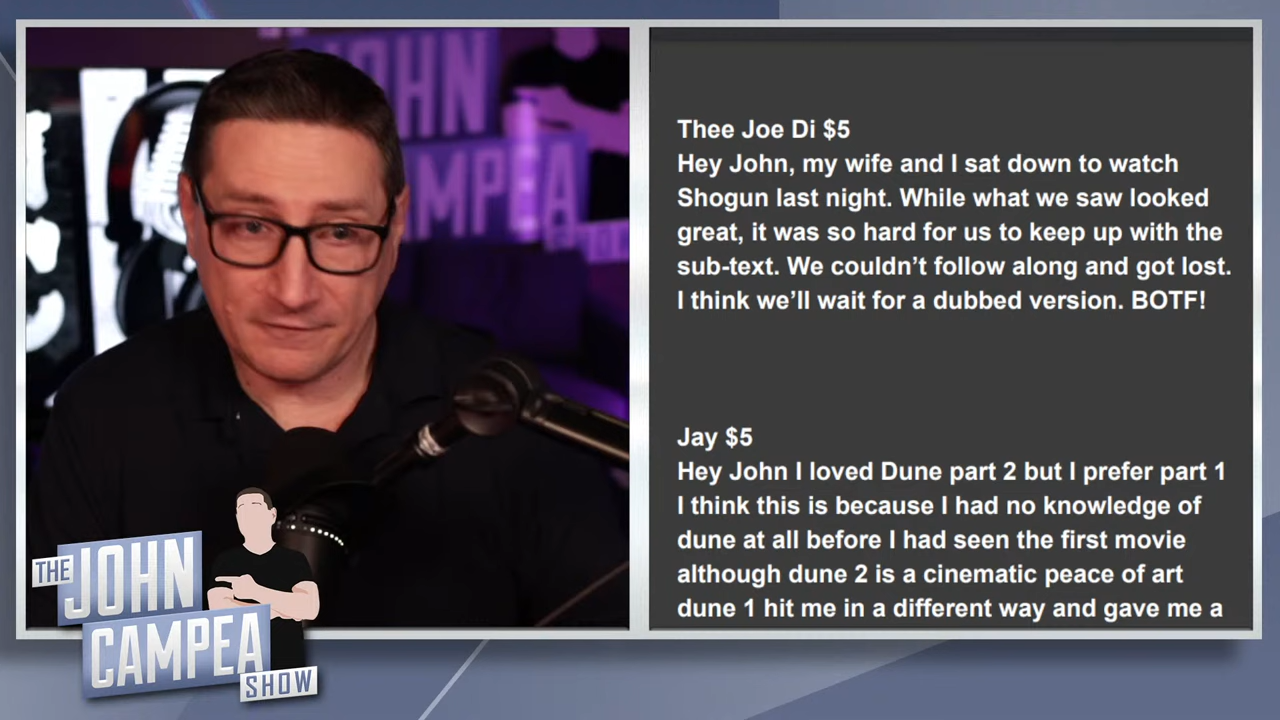 JOHN
CAMPEA
THE
JOHN
CAMPEA
SHOW
Thee Joe Di $5
Hey John, my wife and I sat down to watch
Shogun last night. While what we saw looked
great, it was so hard for us to keep up with the
sub-text. We couldn’t follow along and got lost.
I think we’ll wait for a dubbed version. BOTF!
Jay $5
Hey John I loved Dune part 2 but I prefer part 1
I think this is because I had no knowledge of
dune at all before I had seen the first movie
although dune 2 is a cinematic peace of art
dune 1 hit me in a different way and gave me a